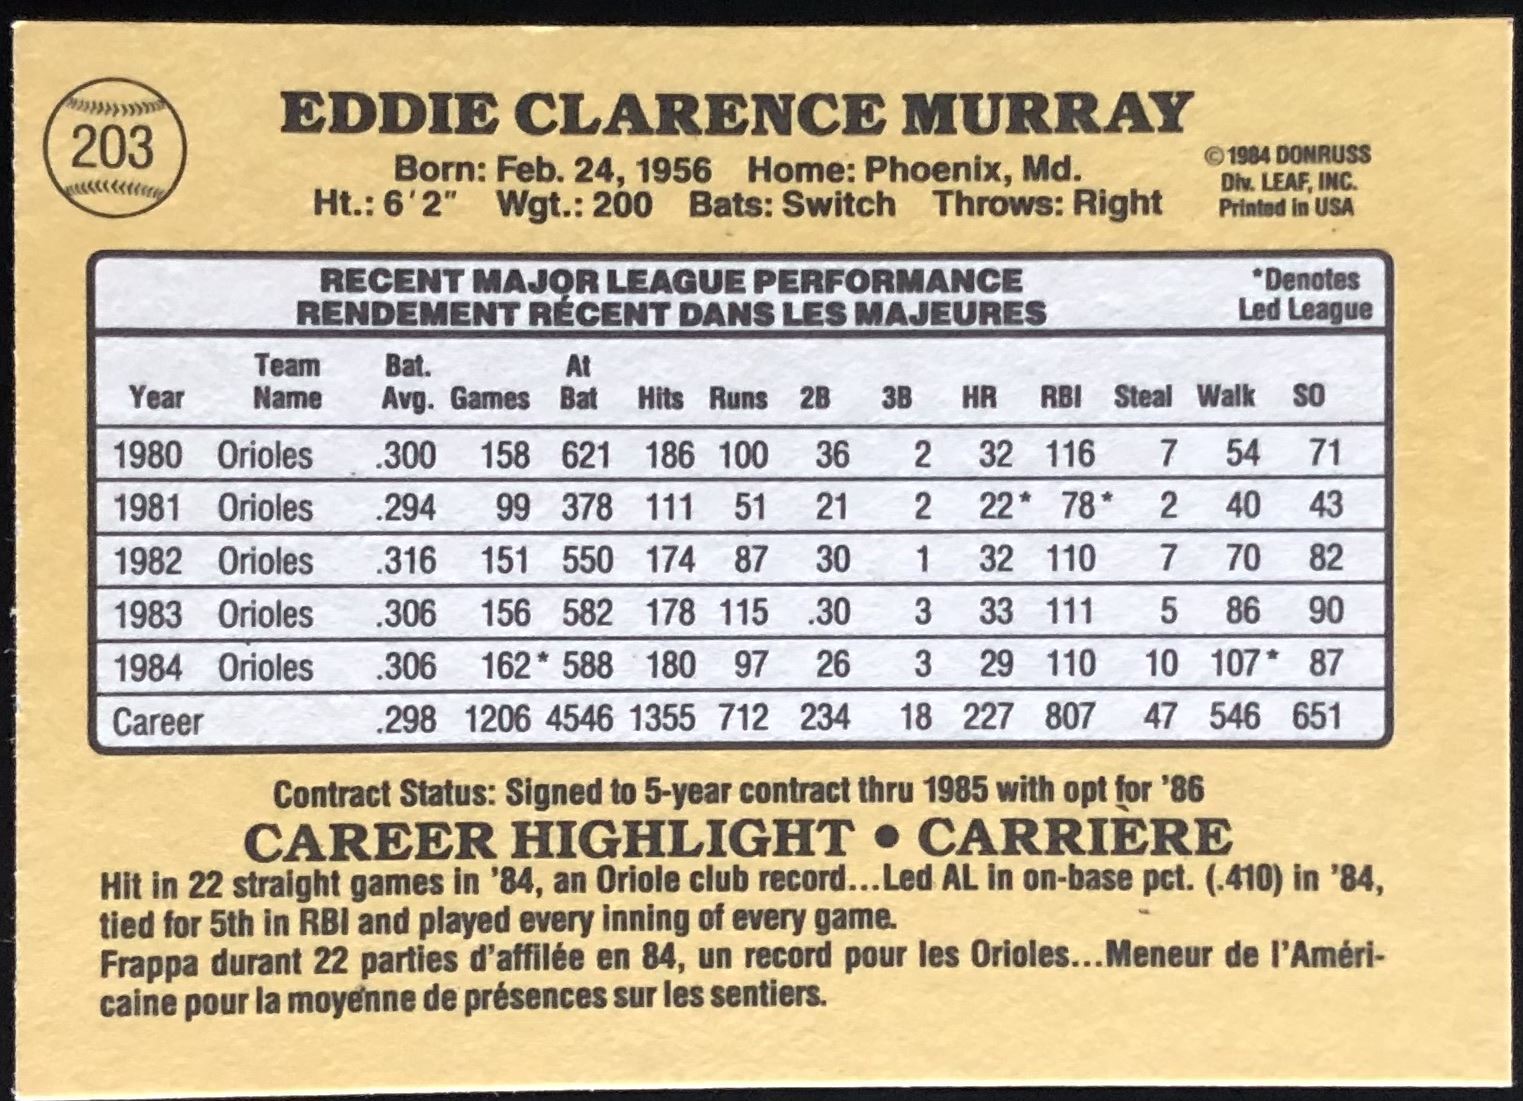 203
EDDIE CLARENCE MURRAY
Born: Feb. 24, 1956 Home: Phoenix, Md.
Ht.: 6'2" Wgt.: 200 Bats: Switch Throws: Right
©1984 DONRUSS
Div. LEAF, INC.
Printed in USA
RECENT MAJOR LEAGUE PERFORMANCE
RENDEMENT RÉCENT DANS LES MAJEURES
*Denotes
Led League
Year Team Name Bat. Avg. Games At Bat Hits Runs 2B 3B HR RBI Steal Walk SO
1980 Orioles .300 158 621 186 100 36 2 32 116 7 54 71
1981 Orioles .294 99 378 111 51 21 2 22* 78* 2 40 43
1982 Orioles .316 151 550 174 87 30 1 32 110 7 70 82
1983 Orioles .306 156 582 178 115 .30 3 33 111 5 86 90
1984 Orioles .306 162* 588 180 97 26 3 29 110 10 107* 87
Career .298 1206 4546 1355 712 234 18 227 807 47 546 651
Contract Status: Signed to 5-year contract thru 1985 with opt for '86
CAREER HIGHLIGHT • CARRIÈRE
Hit in 22 straight games in '84, an Oriole club record...Led AL in on-base pct. (.410) in '84,
tied for 5th in RBI and played every inning of every game.
Frappa durant 22 parties d'affilée en 84, un record pour les Orioles...Meneur de l'Améri-
caine pour la moyenne de présences sur les sentiers.